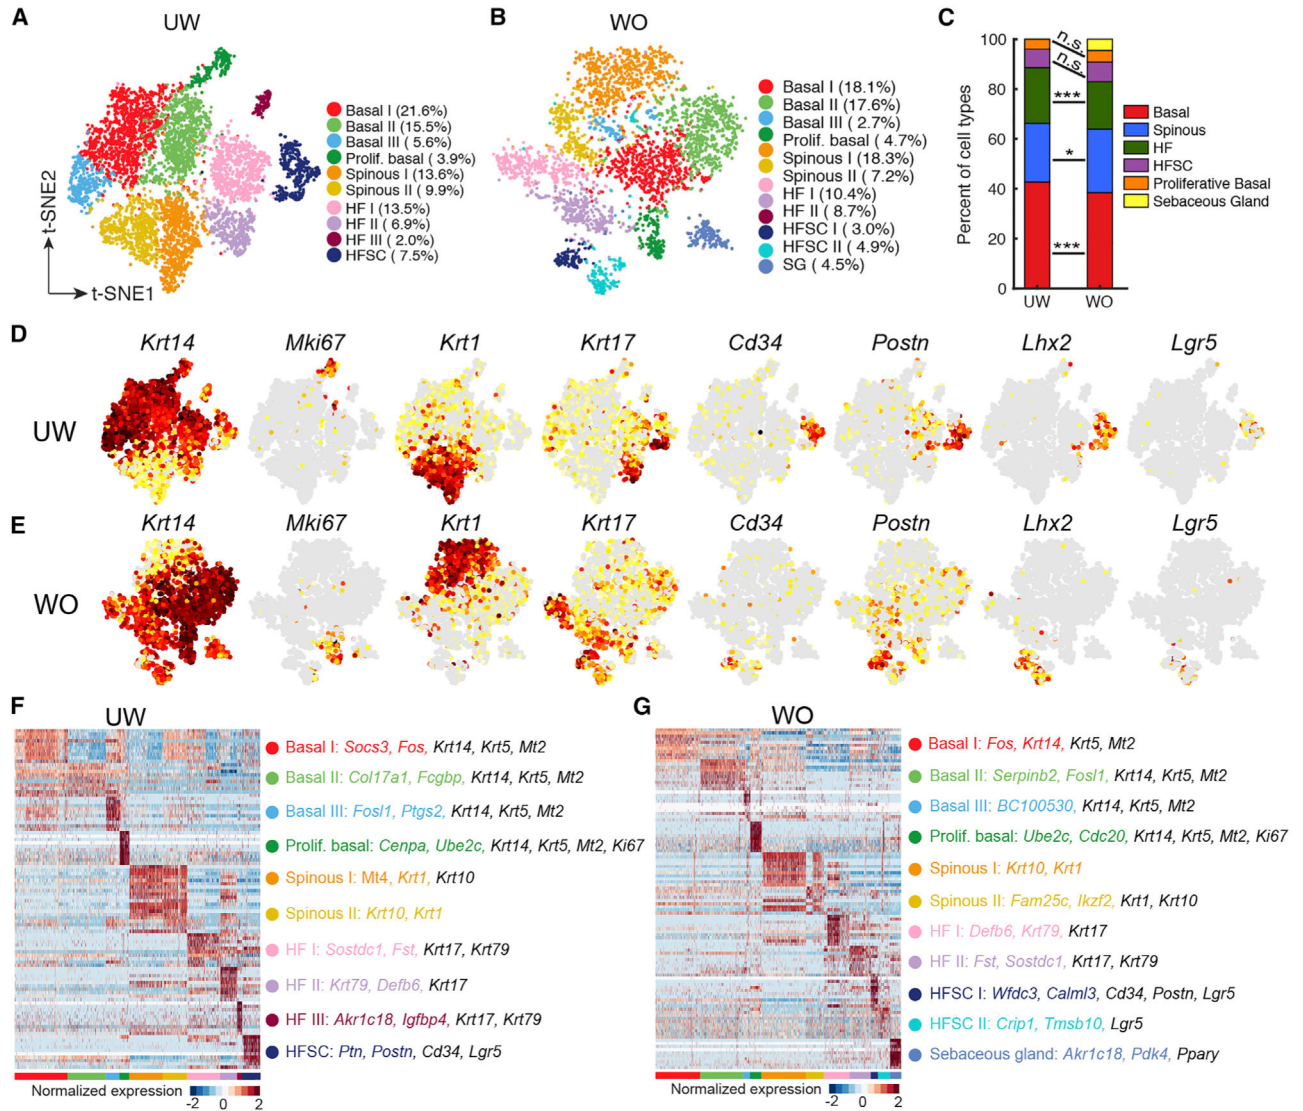 A
UW
t-SNE2
t-SNE1
Basal I (21.6%)
Basal II (15.5%)
Basal III ( 5.6%)
Prolif. basal ( 3.9%)
Spinous I (13.6%)
Spinous II ( 9.9%)
HF I (13.5%)
HF II ( 6.9%)
HF III ( 2.0%)
HFSC ( 7.5%)
B
WO
Basal I (18.1%)
Basal II (17.6%)
Basal III ( 2.7%)
Prolif. basal ( 4.7%)
Spinous I (18.3%)
Spinous II ( 7.2%)
HF I (10.4%)
HF II ( 8.7%)
HFSC I ( 3.0%)
HFSC II ( 4.9%)
SG ( 4.5%)
C
Percent of cell types
100
80
60
40
20
0
n.s.
n.s.
***
*
***
UW
WO
Basal
Spinous
HF
HFSC
Proliferative Basal
Sebaceous Gland
D
Krt14
Mki67
Krt1
Krt17
Cd34
Postn
Lhx2
Lgr5
UW
E
Krt14
Mki67
Krt1
Krt17
Cd34
Postn
Lhx2
Lgr5
WO
F
UW
Basal I: Socs3, Fos, Krt14, Krt5, Mt2
Basal II: Col17a1, Fcgbp, Krt14, Krt5, Mt2
Basal III: Fosl1, Ptgs2, Krt14, Krt5, Mt2
Prolif. basal: Cenpa, Ube2c, Krt14, Krt5, Mt2, Ki67
Spinous I: Mt4, Krt1, Krt10
Spinous II: Krt10, Krt1
HF I: Sostdc1, Fst, Krt17, Krt79
HF II: Krt79, Defb6, Krt17
HF III: Akr1c18, Igfbp4, Krt17, Krt79
HFSC: Ptn, Postn, Cd34, Lgr5
Normalized expression
-2 0 2
G
WO
Basal I: Fos, Krt14, Krt5, Mt2
Basal II: Serpinb2, Fosl1, Krt14, Krt5, Mt2
Basal III: BC100530, Krt14, Krt5, Mt2
Prolif. basal: Ube2c, Cdc20, Krt14, Krt5, Mt2, Ki67
Spinous I: Krt10, Krt1
Spinous II: Fam25c, Ikzf2, Krt1, Krt10
HF I: Defb6, Krt79, Krt17
HF II: Fst, Sostdc1, Krt17, Krt79
HFSC I: Wfdc3, Calml3, Cd34, Postn, Lgr5
HFSC II: Crip1, Tmsb10, Lgr5
Sebaceous gland: Akr1c18, Pdk4, Ppary
Normalized expression
-2 0 2